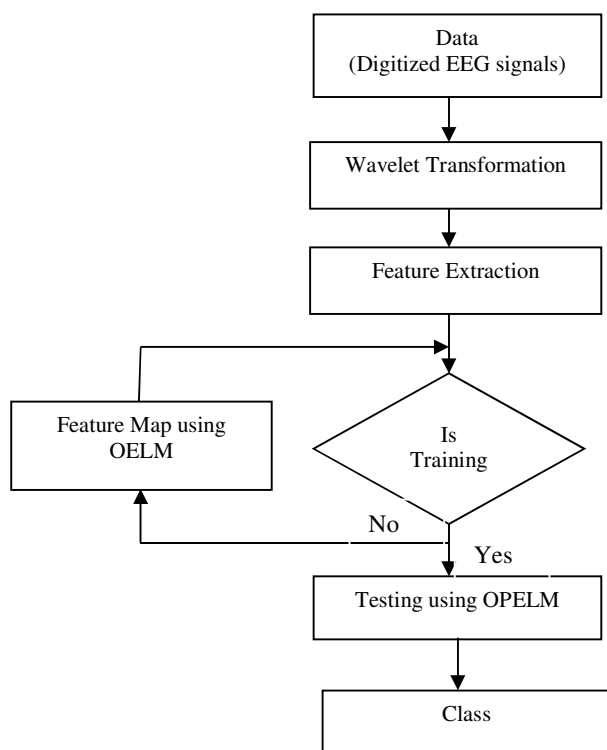 Data
(Digitized EEG signals)
Wavelet Transformation
Feature Extraction
Feature Map using
OELM
Is
Training
No
Yes
Testing using OPELM
Class